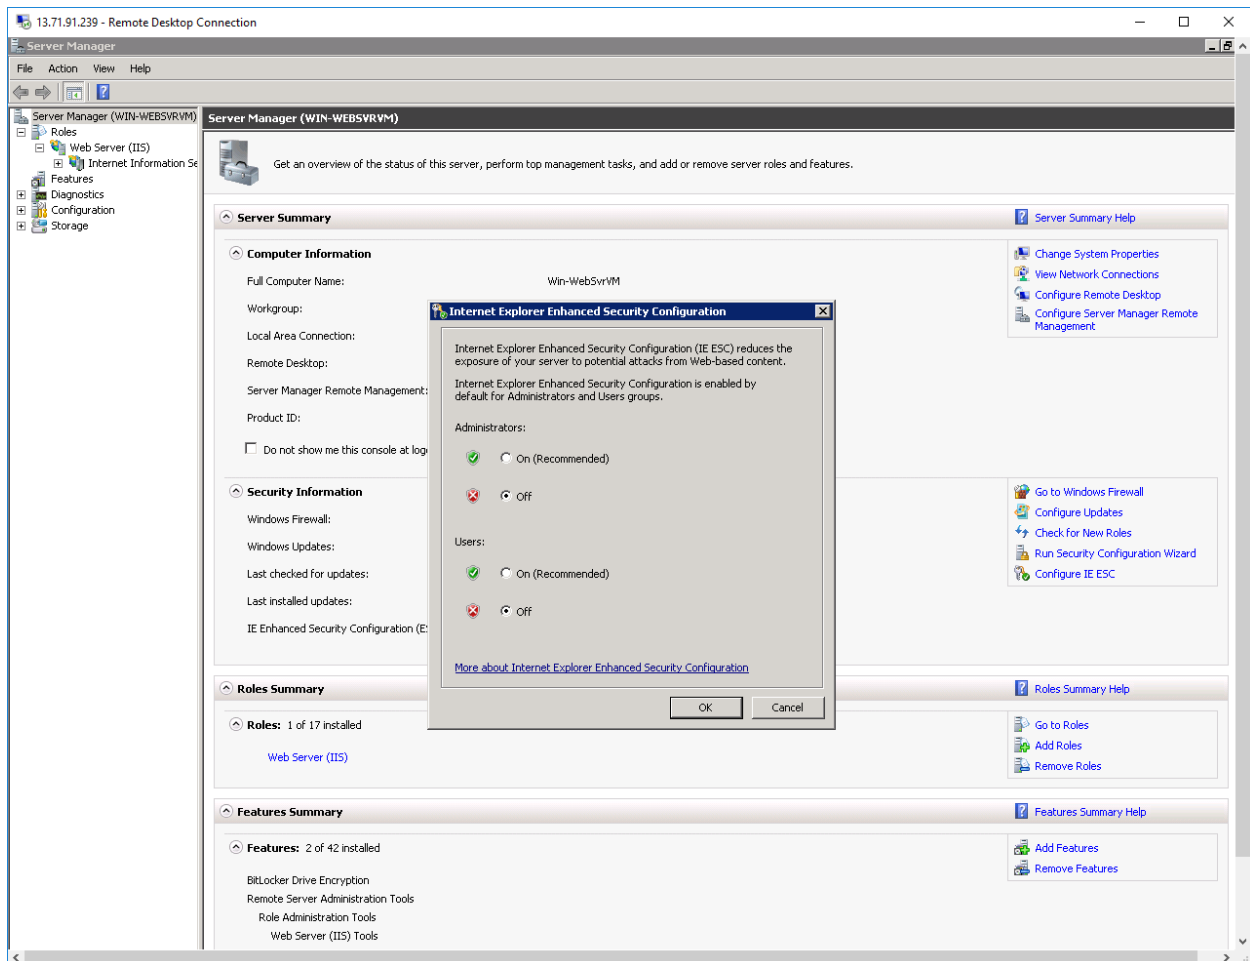 13.71.91.239 - Remote Desktop Connection
Server Manager
File Action View Help
Server Manager (WIN-WEBSVRVM)
Roles
Web Server (IIS)
Internet Information Se
Features
Diagnostics
Configuration
Storage
Server Manager (WIN-WEBSVRVM)
Get an overview of the status of this server, perform top management tasks, and add or remove server roles and features.
Server Summary
Server Summary Help
Computer Information
Full Computer Name: Win-WebSvrVM
Workgroup:
Local Area Connection:
Remote Desktop:
Server Manager Remote Management:
Product ID:
Do not show me this console at log
Change System Properties
View Network Connections
Configure Remote Desktop
Configure Server Manager Remote
Management
Internet Explorer Enhanced Security Configuration
Internet Explorer Enhanced Security Configuration (IE ESC) reduces the
exposure of your server to potential attacks from Web-based content.
Internet Explorer Enhanced Security Configuration is enabled by
default for Administrators and Users groups.
Administrators:
On (Recommended)
Off
Users:
On (Recommended)
Off
More about Internet Explorer Enhanced Security Configuration
OK Cancel
Security Information
Windows Firewall:
Windows Updates:
Last checked for updates:
Last installed updates:
IE Enhanced Security Configuration (E
Go to Windows Firewall
Configure Updates
Check for New Roles
Run Security Configuration Wizard
Configure IE ESC
Roles Summary
Roles Summary Help
Roles: 1 of 17 installed
Web Server (IIS)
Go to Roles
Add Roles
Remove Roles
Features Summary
Features Summary Help
Features: 2 of 42 installed
BitLocker Drive Encryption
Remote Server Administration Tools
Role Administration Tools
Web Server (IIS) Tools
Add Features
Remove Features